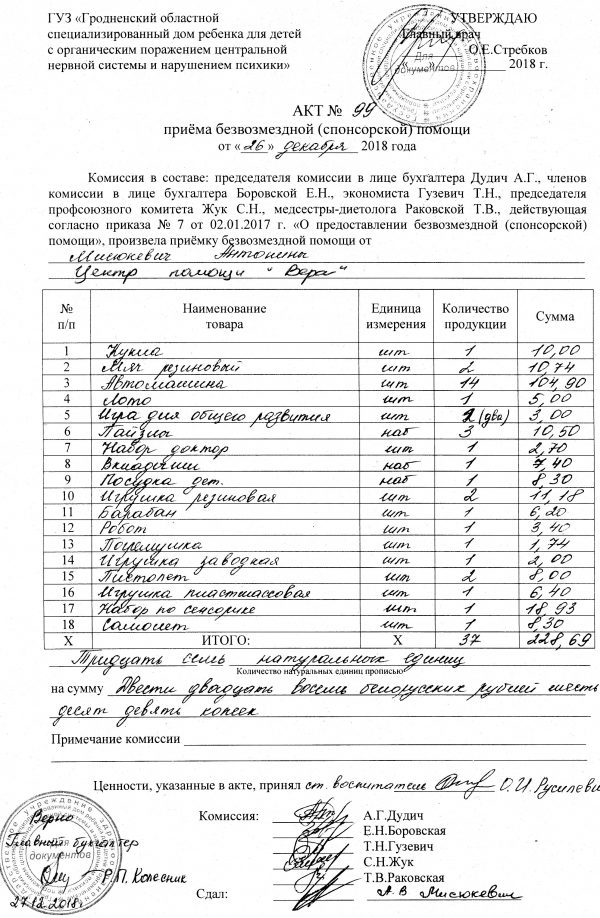 ГУЗ «Гродненский областной
специализированный дом ребенка для детей
с органическим поражением центральной
нервной системы и нарушением психики»
УТВЕРЖДАЮ
Главный врач
О.Е.Стребков
« » 2018 г.
Для документов
АКТ № 99
приёма безвозмездной (спонсорской) помощи
от «26» декабря 2018 года
Комиссия в составе: председателя комиссии в лице бухгалтера Дудич А.Г., членов
комиссии в лице бухгалтера Боровской Е.Н., экономиста Гузевич Т.Н., председателя
профсоюзного комитета Жук С.Н., медсестры-диетолога Раковской Т.В., действующая
согласно приказа № 7 от 02.01.2017 г. «О предоставлении безвозмездной (спонсорской)
помощи», произвела приёмку безвозмездной помощи от
Мисюкевич Антонины
Центр помощи "Вера"
№ п/п Наименование товара Единица измерения Количество продукции Сумма
1 Кукла шт 1 10,00
2 Мяч резиновый шт 2 10,74
3 Автомашина шт 14 104,90
4 Лото шт 1 5,00
5 Игра для общего развития шт 2 (два) 3,00
6 Пазлы наб 3 10,50
7 Набор доктор шт 1 2,70
8 Вкладыши наб 1 7,40
9 Посудка дет. наб 1 8,30
10 Игрушка резиновая шт 2 11,18
11 Барабан шт 1 6,20
12 Робот шт 1 3,40
13 Погремушка шт 1 1,74
14 Игрушка заводная шт 1 2,00
15 Пистолет шт 2 8,00
16 Игрушка пластмассовая шт 1 6,40
17 Набор по сенсорике шт 1 18,93
18 Самолет шт 1 8,30
Х ИТОГО: Х 37 228,69
Тридцать семь натуральных единиц
Количество натуральных единиц прописью
на сумму Двести двадцать восемь белорусских рублей шесть
десят девять копеек
Примечание комиссии
Ценности, указанные в акте, принял ст. воспитатель О.И.Русилевич
Комиссия: А.Г.Дудич
Е.Н.Боровская
Т.Н.Гузевич
С.Н.Жук
Т.В.Раковская
Сдал: А.В Мисюкевич
Верно
Главный бухгалтер
Для документов
Р.П. Колесник
27.12.2018г